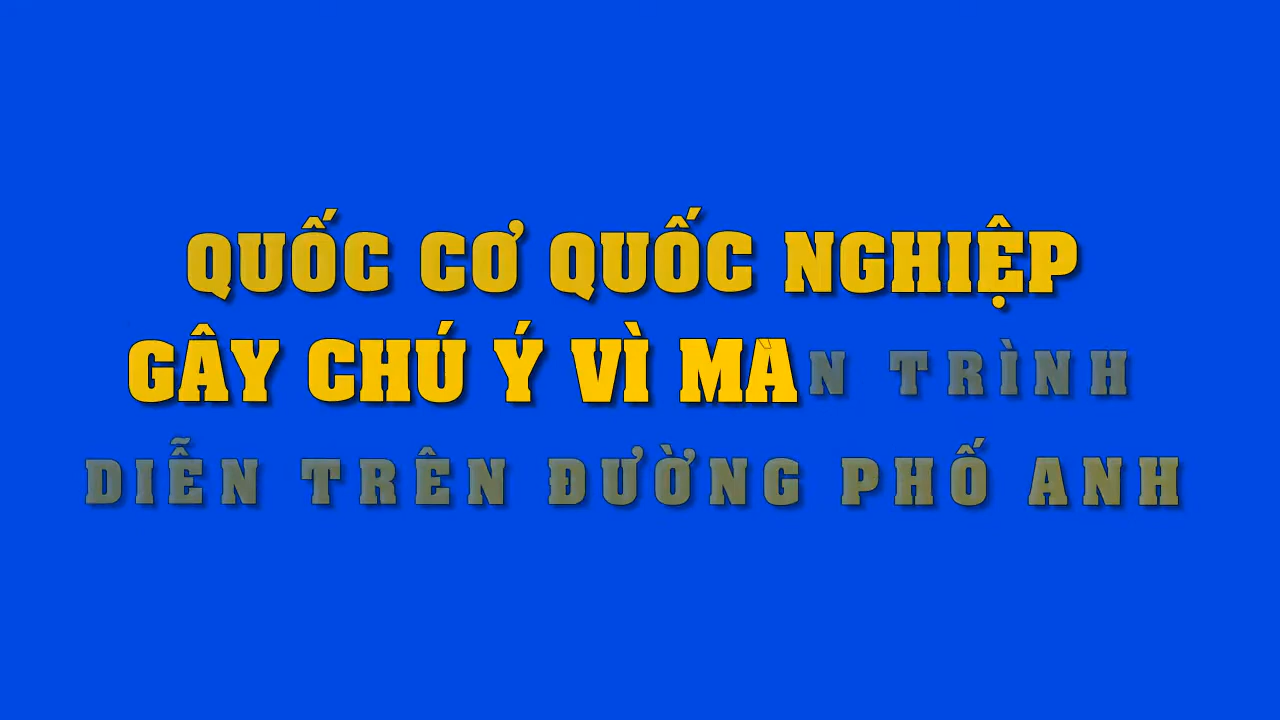 QUỐC CƠ QUỐC NGHIỆP
GÂY CHÚ Ý VÌ MÀN TRÌNH
DIỄN TRÊN ĐƯỜNG PHỐ ANH